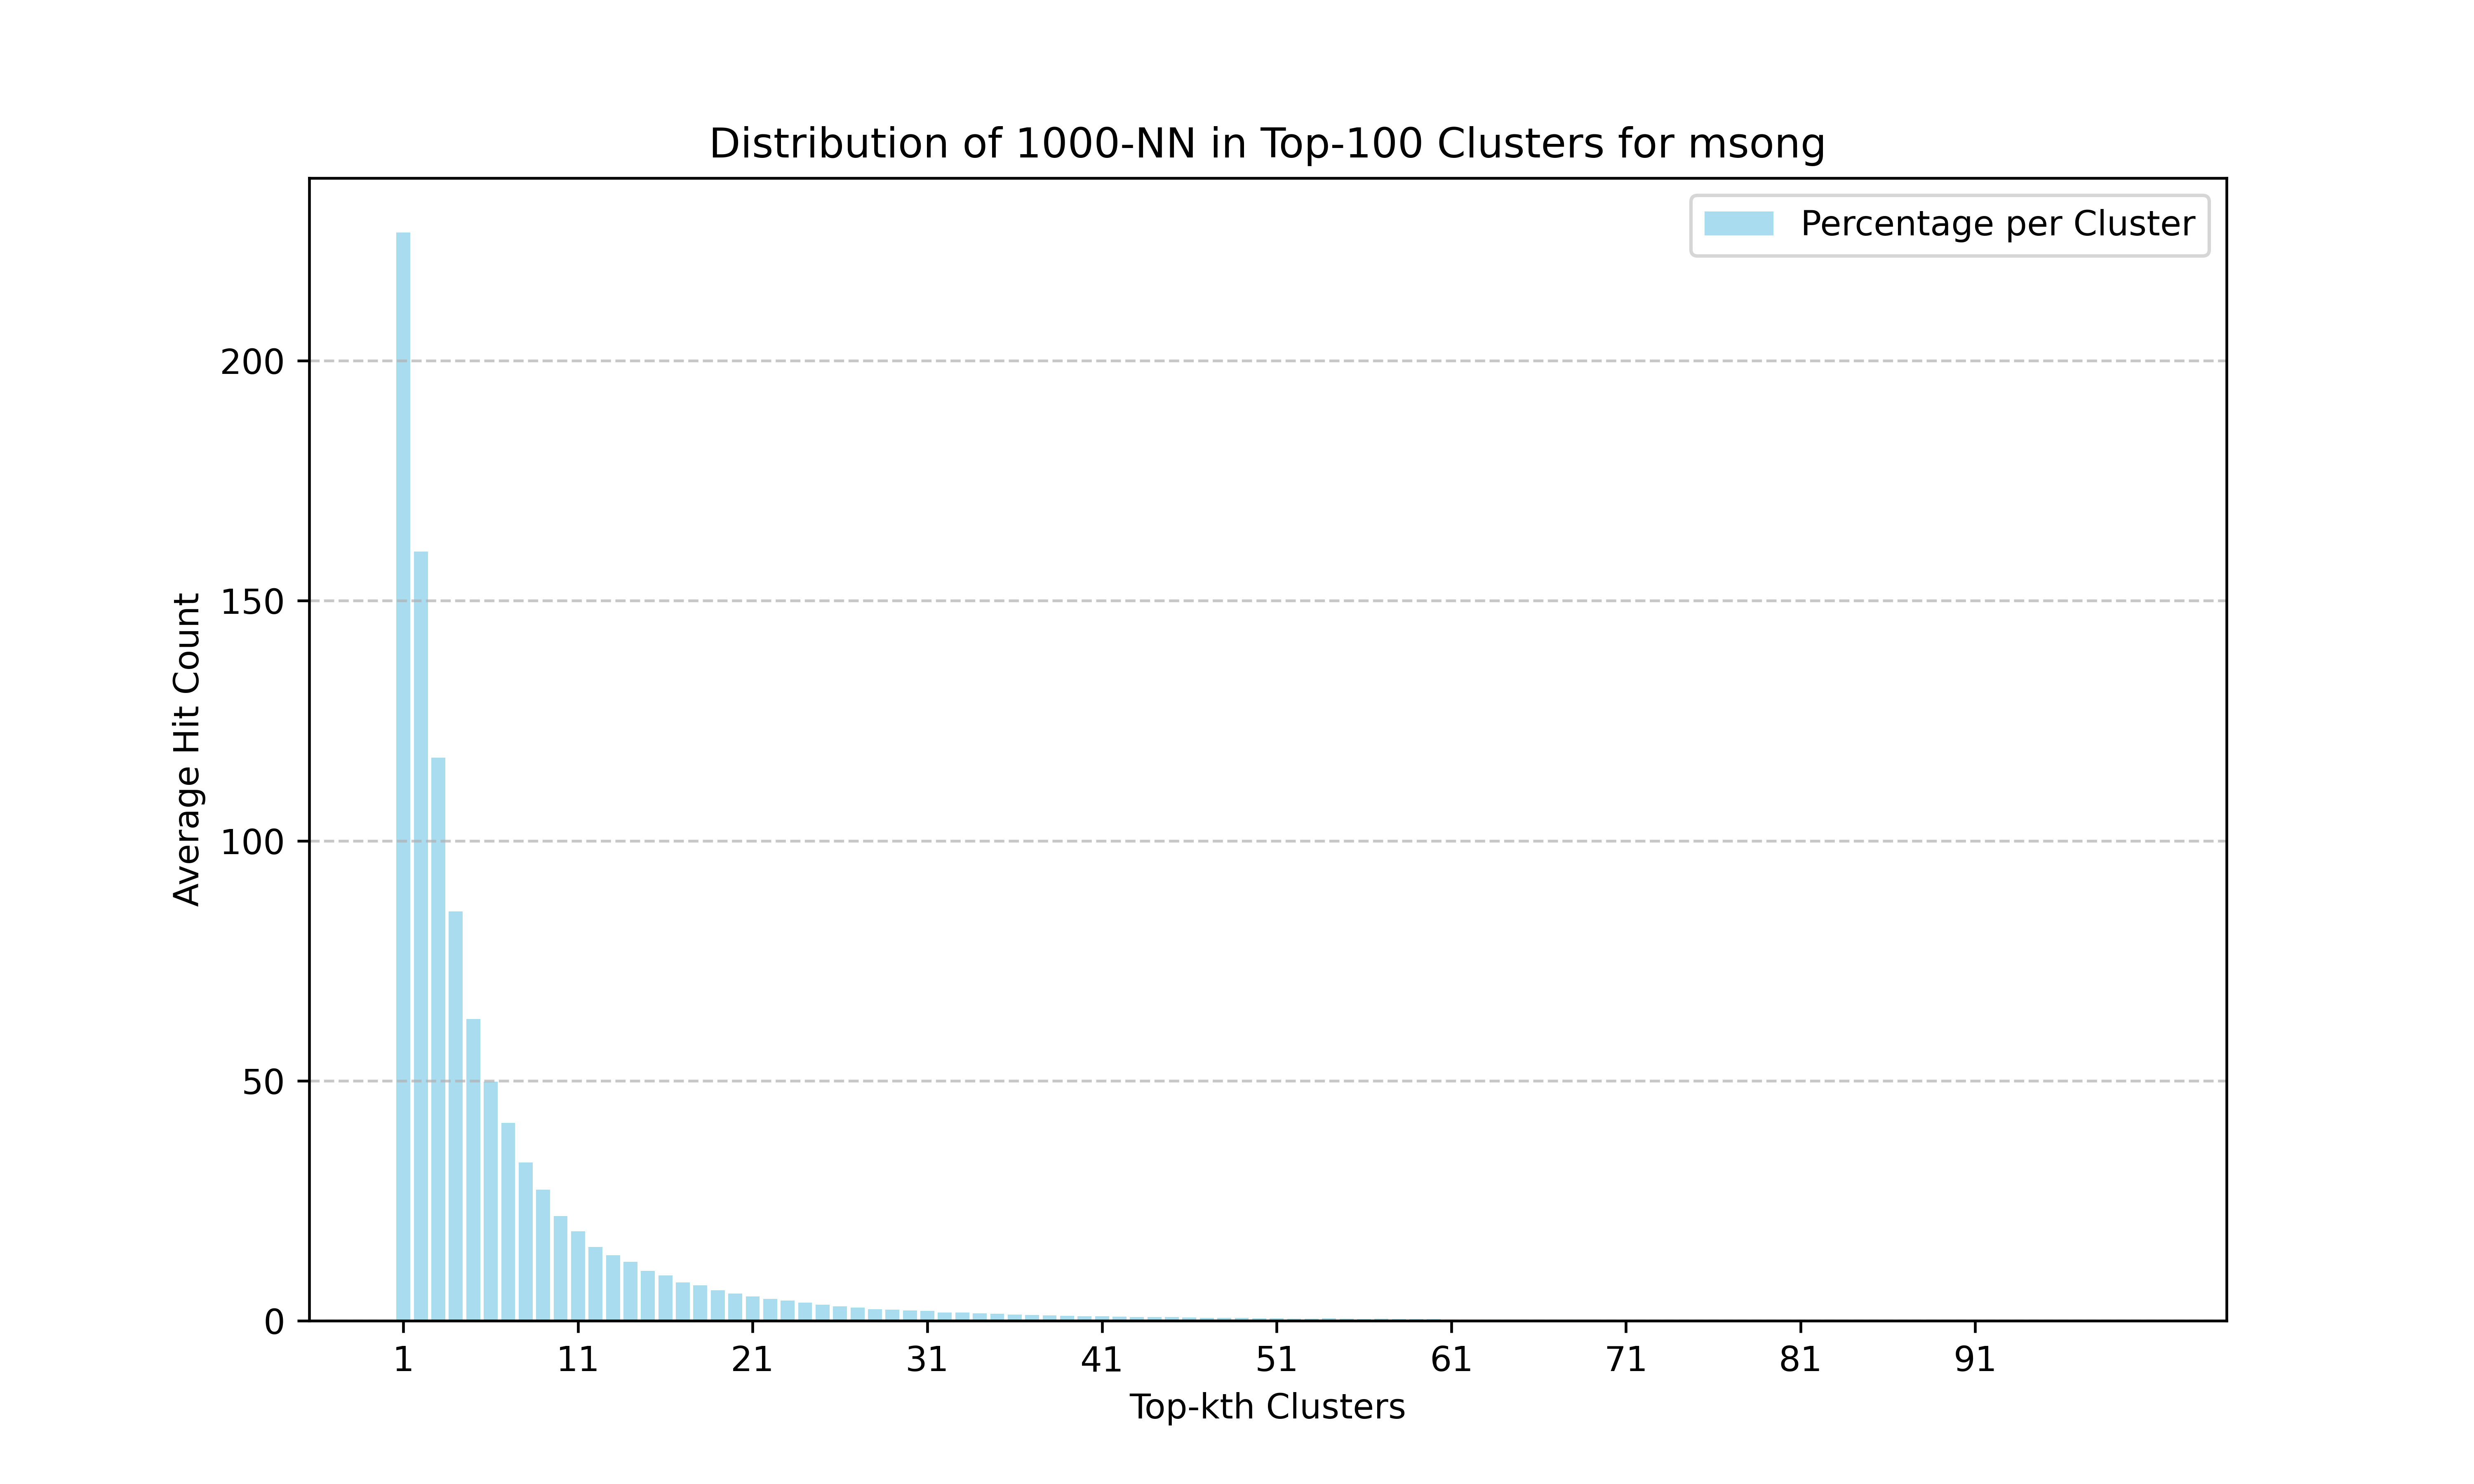 Distribution of 1000-NN in Top-100 Clusters for msong
Percentage per Cluster
Average Hit Count
200
150
100
50
0
1 11 21 31 41 51 61 71 81 91
Top-kth Clusters